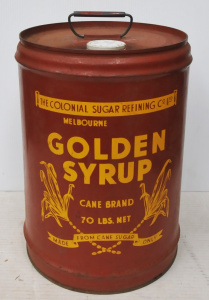 THE COLONIAL SUGAR REFINING CO. LTD.
MELBOURNE
GOLDEN
SYRUP
CANE BRAND
70 LBS. NET
MADE FROM CANE SUGAR ONLY